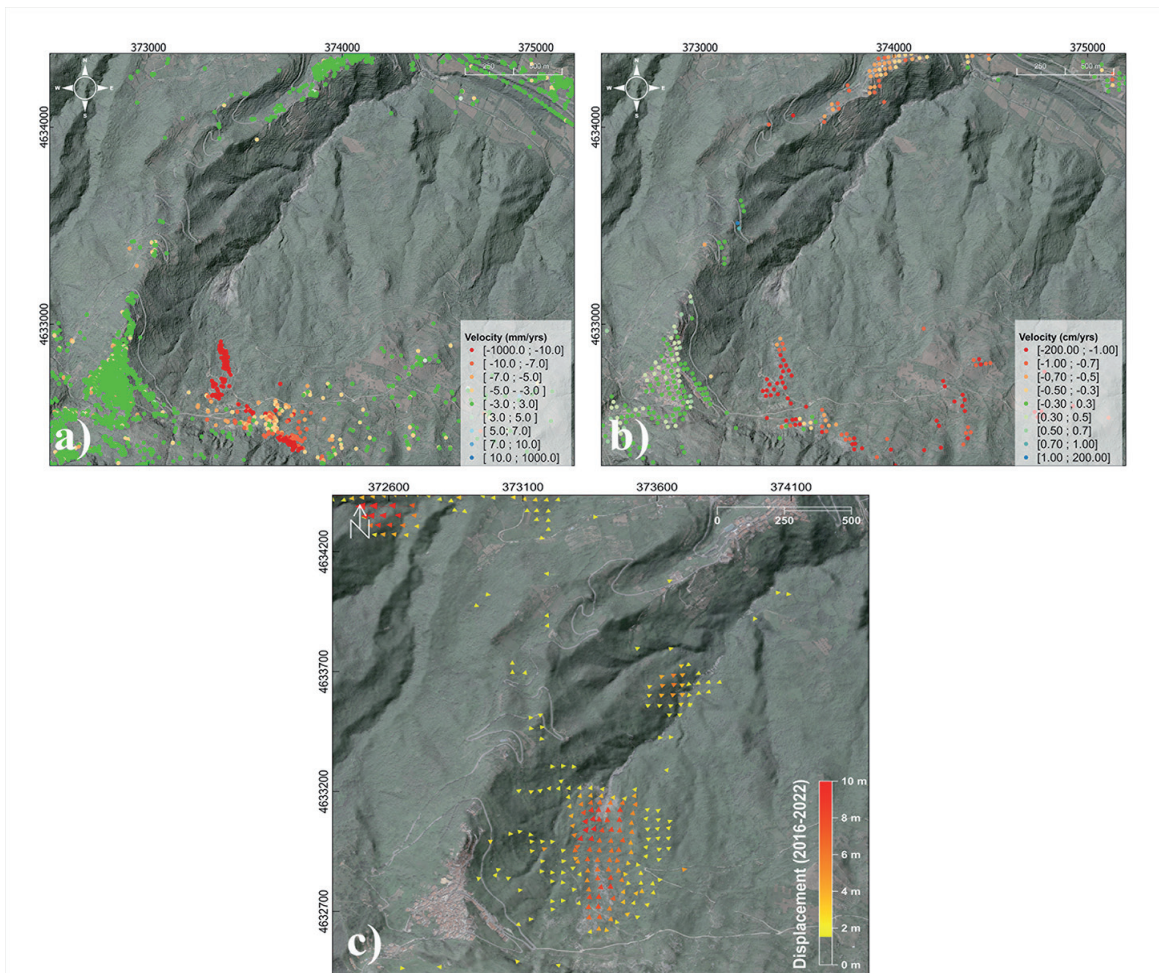 373000 374000 375000
N
W E
S
250 500 m
4634000
4633000
Velocity (mm/yrs)
[-1000.0 ; -10.0]
[-10.0 ; -7.0]
[-7.0 ; -5.0]
[-5.0 ; -3.0]
[-3.0 ; 3.0]
[ 3.0 ; 5.0 ]
[5.0 ; 7.0]
[7.0 ; 10.0]
[ 10.0 ; 1000.0]
a)
373000 374000 375000
N
W E
S
250 500 m
4634000
4633000
Velocity (cm/yrs)
[-200.00 ; -1.00]
[-1.00 ; -0.7]
[-0.70 ; -0.5]
[-0.50 ; -0.3]
[-0.30 ; 0.3]
[0.30 ; 0.5]
[0.50 ; 0.7]
[0.70 ; 1.00]
[1.00 ; 200.00]
b)
372600 373100 373600 374100
N
0 250 500
4634200
4633700
4633200
4632700
Displacement (2016-2022)
10 m
8 m
6 m
4 m
2 m
0 m
c)